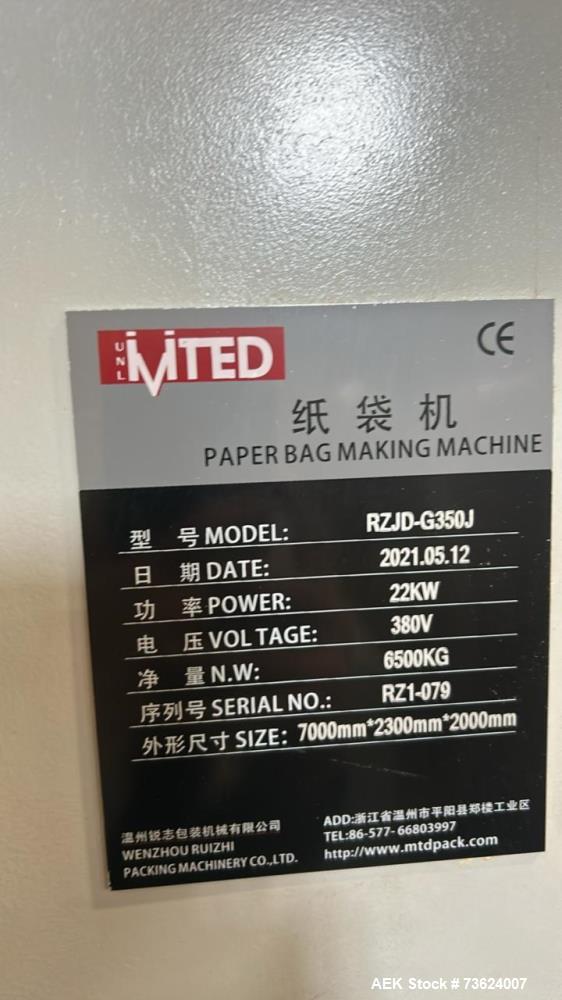 UNL iMiTED
CE
纸袋机
PAPER BAG MAKING MACHINE
型 号 MODEL: RZJD-G350J
日 期 DATE: 2021.05.12
功 率 POWER: 22KW
电 压 VOL TAGE: 380V
净 量 N.W: 6500KG
序列号 SERIAL NO.: RZ1-079
外形尺寸 SIZE: 7000mm*2300mm*2000mm
温州锐志包装机械有限公司
WENZHOU RUIZHI
PACKING MACHINERY CO.,LTD.
ADD:浙江省温州市平阳县郑楼工业区
TEL:86-577- 66803997
http://www.mtdpack.com
AEK Stock # 73624007